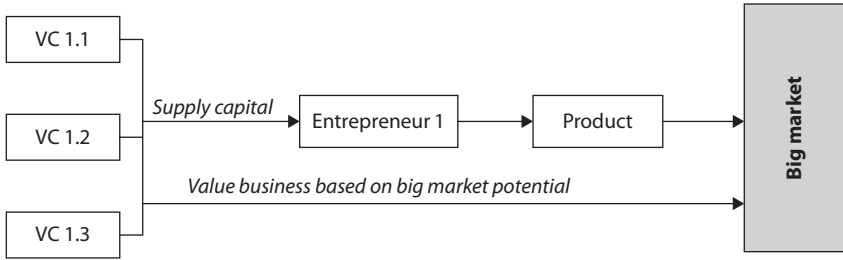 VC 1.1
Supply capital
Entrepreneur 1
Product
VC 1.2
Value business based on big market potential
VC 1.3
Big market